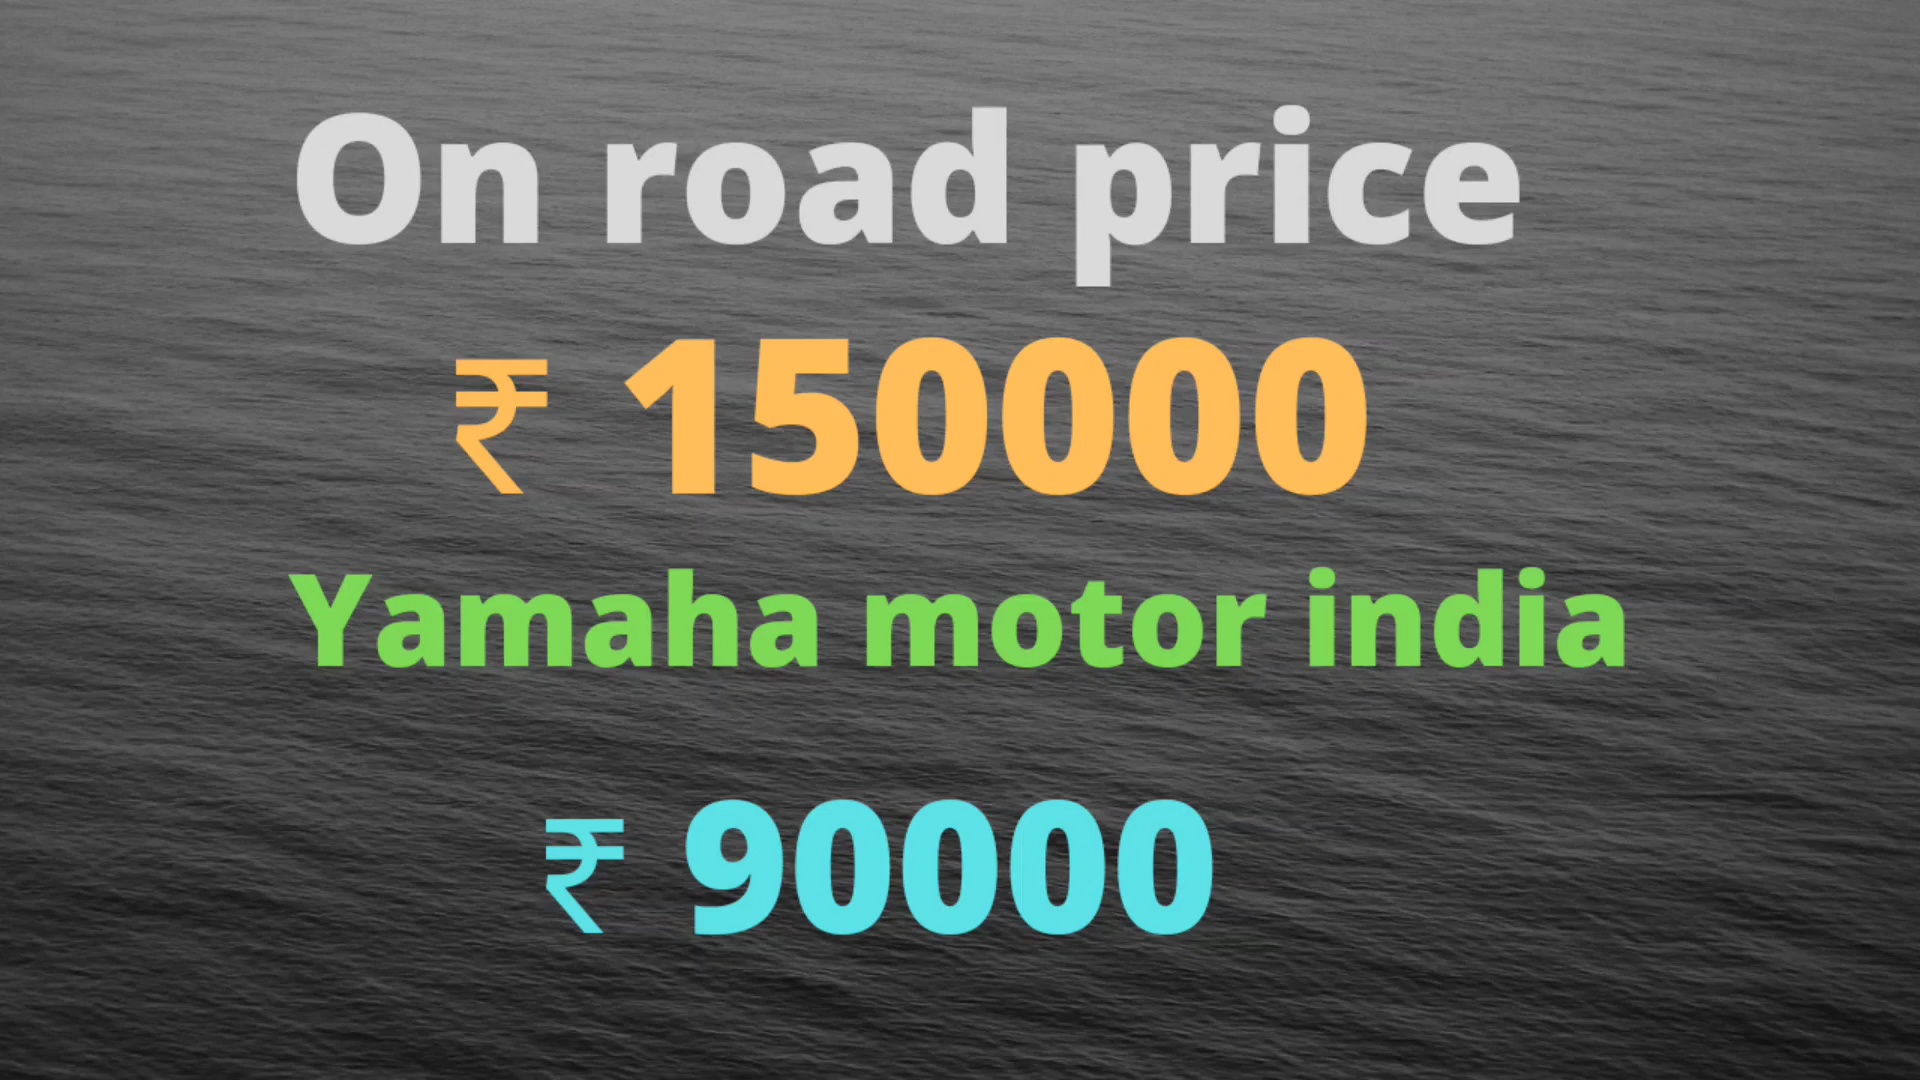 On road price
₹ 150000
Yamaha motor india
₹ 90000